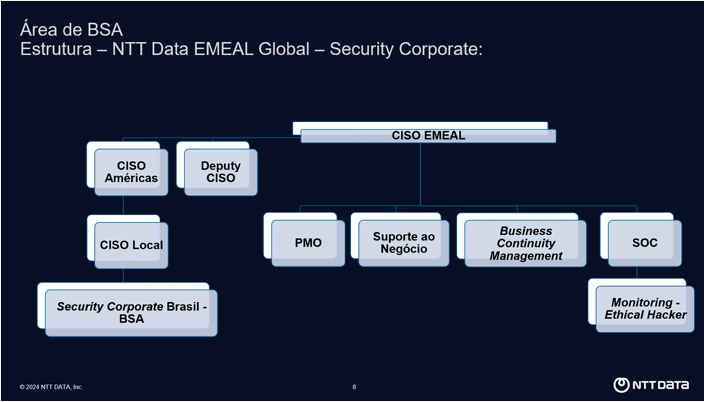 Área de BSA
Estrutura – NTT Data EMEAL Global – Security Corporate:
CISO EMEAL
CISO
Américas
Deputy
CISO
CISO Local
PMO
Suporte ao
Negócio
Business
Continuity
Management
SOC
Security Corporate Brasil -
BSA
Monitoring -
Ethical Hacker
© 2024 NTT DATA, Inc.
8
NTT DATA